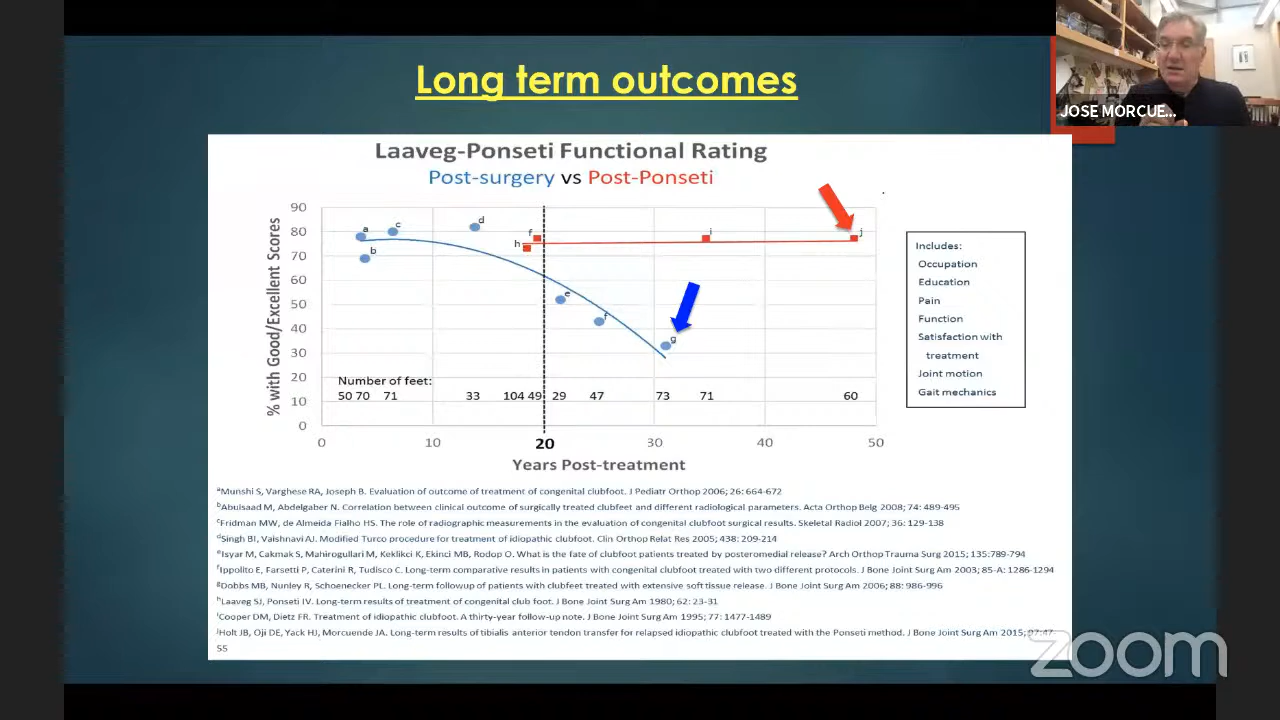 JOSE MORCUE...
Long term outcomes
Laaveg-Ponseti Functional Rating
Post-surgery vs Post-Ponseti
% with Good/Excellent Scores
90
80
70
60
50
40
30
20
10
0
a
b
c
d
e
f
g
h
f
i
j
Number of feet:
50 70 71 33 104 49 29 47 73 71 60
0 10 20 30 40 50
Years Post-treatment
Includes:
Occupation
Education
Pain
Function
Satisfaction with
treatment
Joint motion
Gait mechanics
aMunshi S, Varghese RA, Joseph B. Evaluation of outcome of treatment of congenital clubfoot. J Pediatr Orthop 2006; 26: 664-672
bAbulsaad M, Abdelgaber N. Correlation between clinical outcome of surgically treated clubfeet and different radiological parameters. Acta Orthop Belg 2008; 74: 489-495
cFridman MW, de Almeida Fialho HS. The role of radiographic measurements in the evaluation of congenital clubfoot surgical results. Skeletal Radiol 2007; 36: 129-138
dSingh BI, Vaishnavi AJ. Modified Turco procedure for treatment of idiopathic clubfoot. Clin Orthop Relat Res 2005; 438: 209-214
eIsyar M, Cakmak S, Mahirogullari M, Keklikci K, Ekinci MB, Rodop O. What is the fate of clubfoot patients treated by posteromedial release? Arch Orthop Trauma Surg 2015; 135:789-794
fIppolito E, Farsetti P, Caterini R, Tudisco C. Long-term comparative results in patients with congenital clubfoot treated with two different protocols. J Bone Joint Surg Am 2003; 85-A: 1286-1294
gDobbs MB, Nunley R, Schoenecker PL. Long-term followup of patients with clubfeet treated with extensive soft tissue release. J Bone Joint Surg Am 2006; 88: 986-996
hLaaveg SJ, Ponseti IV. Long-term results of treatment of congenital club foot. J Bone Joint Surg Am 1980; 62: 23-31
iCooper DM, Dietz FR. Treatment of idiopathic clubfoot. A thirty-year follow-up note. J Bone Joint Surg Am 1995; 77: 1477-1489
jHolt JB, Oji DE, Yack HJ, Morcuende JA. Long-term results of tibialis anterior tendon transfer for relapsed idiopathic clubfoot treated with the Ponseti method. J Bone Joint Surg Am 2015; 97:47-
55
zoom